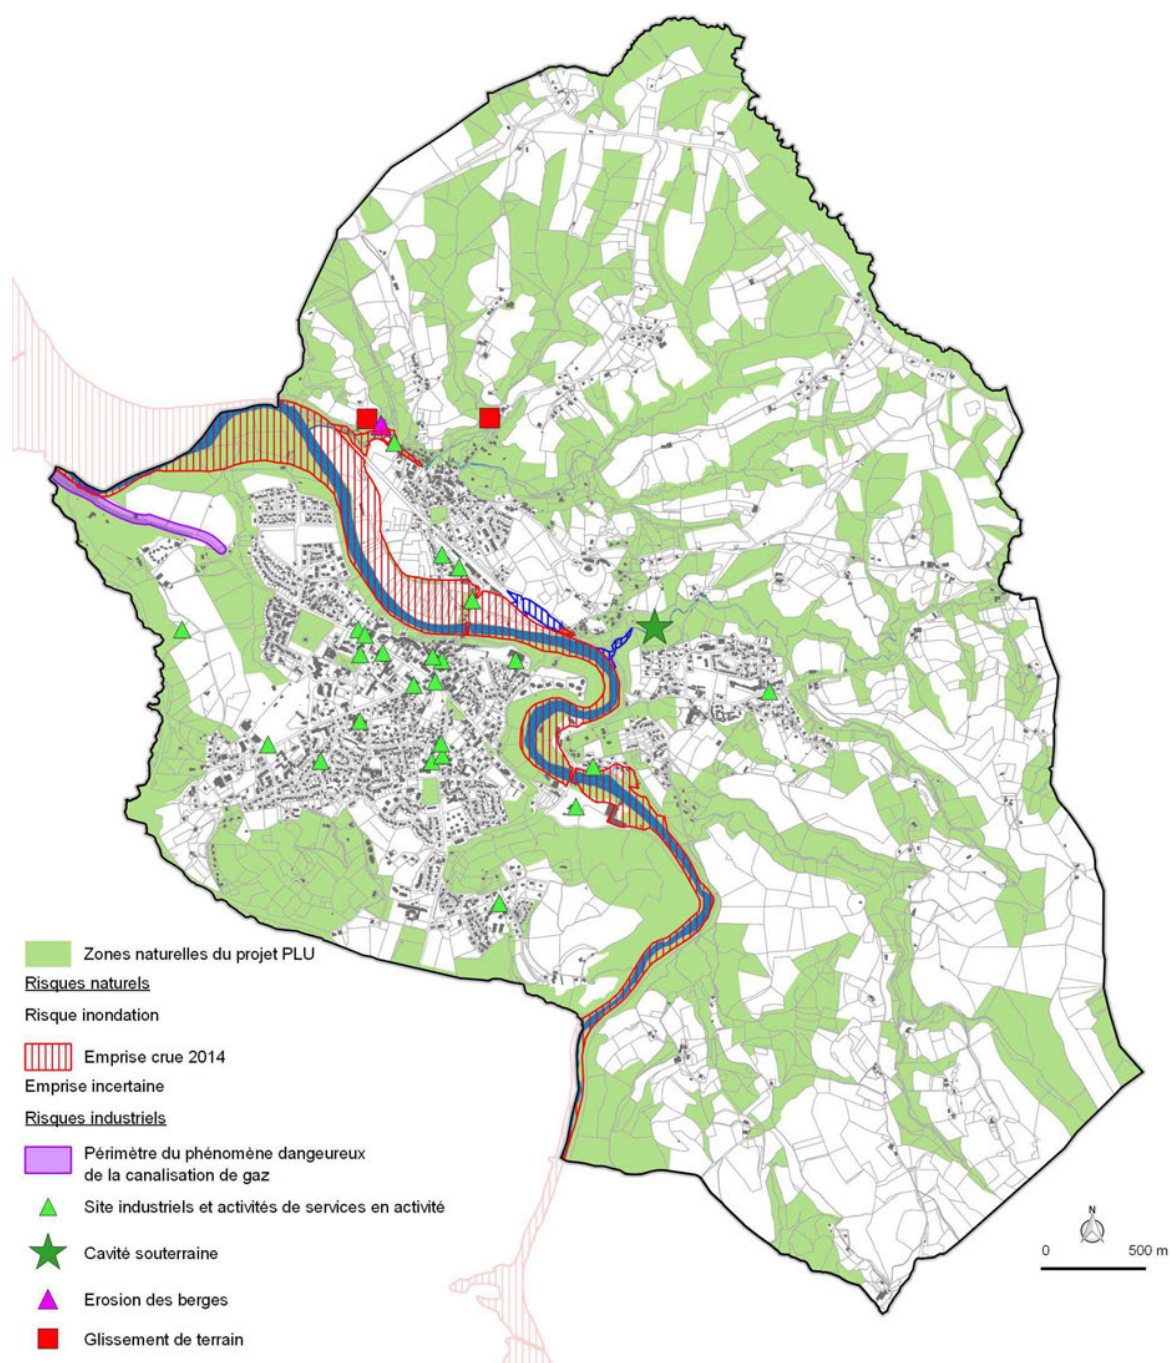 Zones naturelles du projet PLU
Risques naturels
Risque inondation
Emprise crue 2014
Emprise incertaine
Risques industriels
Périmètre du phénomène dangeureux
de la canalisation de gaz
Site industriels et activités de services en activité
Cavité souterraine
Erosion des berges
Glissement de terrain
N
0 500 m